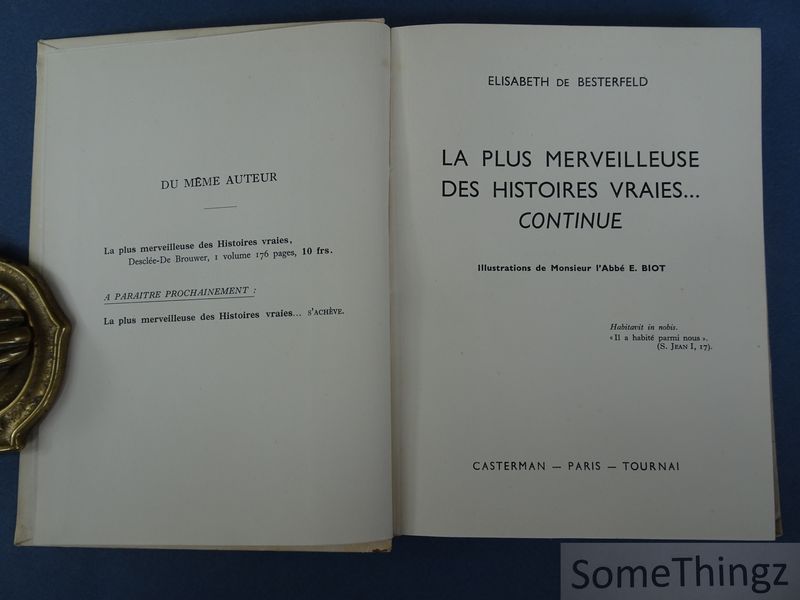 DU MÊME AUTEUR
La plus merveilleuse des Histoires vraies,
Desclée-De Brouwer, 1 volume 176 pages, 10 frs.
A PARAITRE PROCHAINEMENT :
La plus merveilleuse des Histoires vraies... S'ACHÈVE.
ELISABETH DE BESTERFELD
LA PLUS MERVEILLEUSE
DES HISTOIRES VRAIES...
CONTINUE
Illustrations de Monsieur l'Abbé E. BIOT
Habitavit in nobis.
«Il a habité parmi nous».
(S. JEAN I, 17).
CASTERMAN — PARIS — TOURNAI
SomeThingz